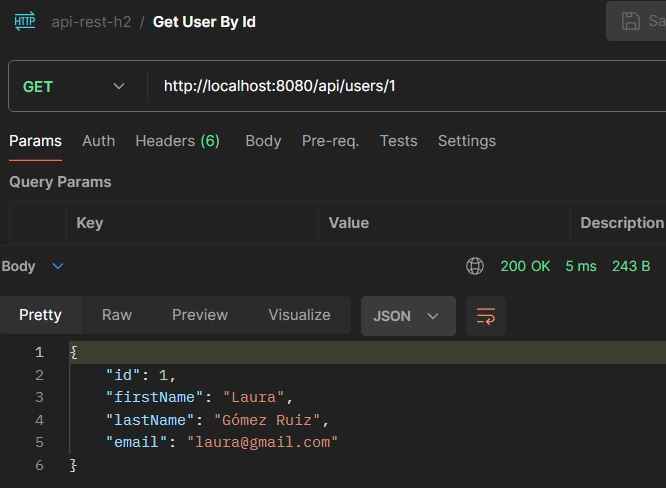 HTTP api-rest-h2 / Get User By Id Sa
GET http://localhost:8080/api/users/1
Params Auth Headers (6) Body Pre-req. Tests Settings
Query Params
Key Value Description
Body 200 OK 5 ms 243 B
Pretty Raw Preview Visualize JSON
1 {
2 "id": 1,
3 "firstName": "Laura",
4 "lastName": "Gómez Ruiz",
5 "email": "laura@gmail.com"
6 }